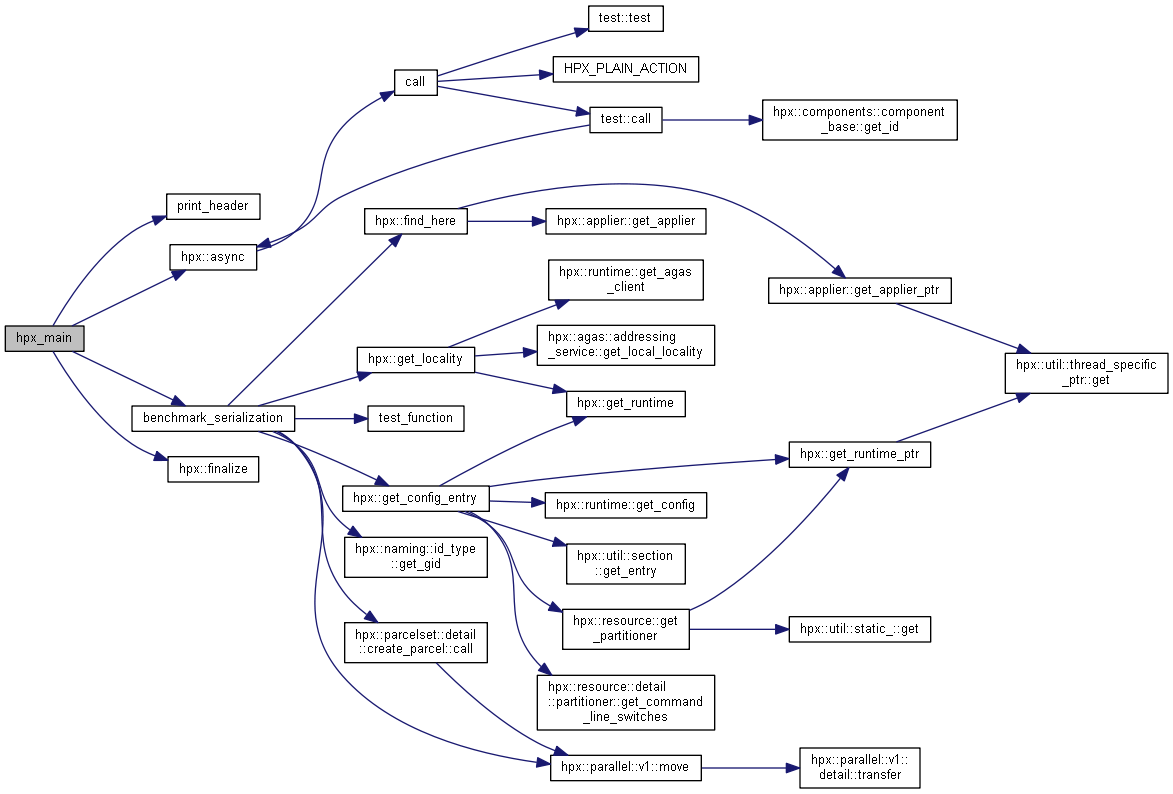 test::test
call
HPX_PLAIN_ACTION
test::call
hpx::components::component
_base::get_id
print_header
hpx::async
hpx::find_here
hpx::applier::get_applier
hpx::runtime::get_agas
_client
hpx::applier::get_applier_ptr
hpx_main
hpx::get_locality
hpx::agas::addressing
_service::get_local_locality
hpx::util::thread_specific
_ptr::get
benchmark_serialization
test_function
hpx::get_runtime
hpx::finalize
hpx::get_runtime_ptr
hpx::get_config_entry
hpx::runtime::get_config
hpx::naming::id_type
::get_gid
hpx::util::section
::get_entry
hpx::resource::get
_partitioner
hpx::util::static_::get
hpx::parcelset::detail
::create_parcel::call
hpx::resource::detail
::partitioner::get_command
_line_switches
hpx::parallel::v1::move
hpx::parallel::v1::
detail::transfer